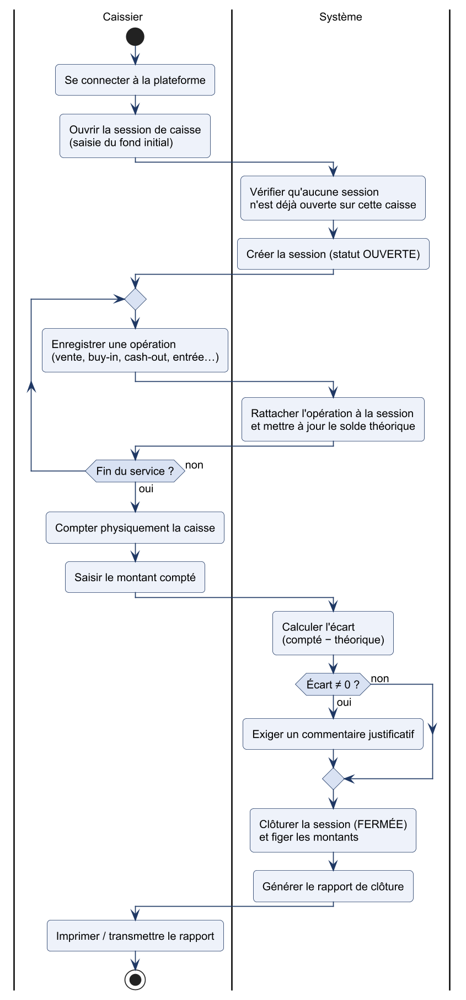 Caissier
Système
Se connecter à la plateforme
Ouvrir la session de caisse
(saisie du fond initial)
Vérifier qu'aucune session
n'est déjà ouverte sur cette caisse
Créer la session (statut OUVERTE)
Enregistrer une opération
(vente, buy-in, cash-out, entrée…)
Rattacher l'opération à la session
et mettre à jour le solde théorique
Fin du service ?
non
oui
Compter physiquement la caisse
Saisir le montant compté
Calculer l'écart
(compté − théorique)
Écart ≠ 0 ?
non
oui
Exiger un commentaire justificatif
Clôturer la session (FERMÉE)
et figer les montants
Générer le rapport de clôture
Imprimer / transmettre le rapport